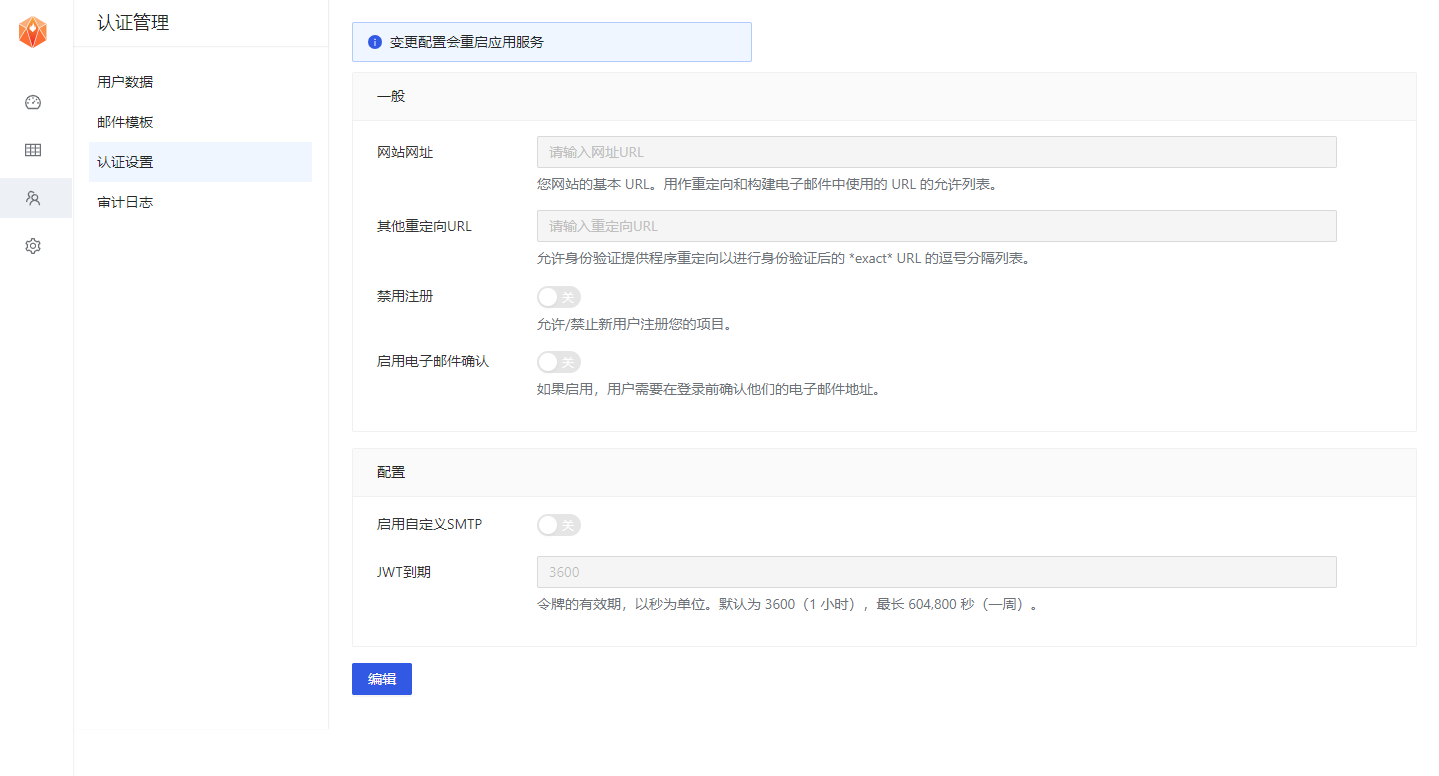 认证管理
用户数据
邮件模板
认证设置
审计日志
变更配置会重启应用服务
一般
网站网址
请输入网址URL
您网站的基本 URL。用作重定向和构建电子邮件中使用的 URL 的允许列表。
其他重定向URL
请输入重定向URL
允许身份验证提供程序重定向以进行身份验证后的 *exact* URL 的逗号分隔列表。
禁用注册
关
允许/禁止新用户注册您的项目。
启用电子邮件确认
关
如果启用，用户需要在登录前确认他们的电子邮件地址。
配置
启用自定义SMTP
关
JWT到期
3600
令牌的有效期，以秒为单位。默认为 3600（1 小时），最长 604,800 秒（一周）。
编辑